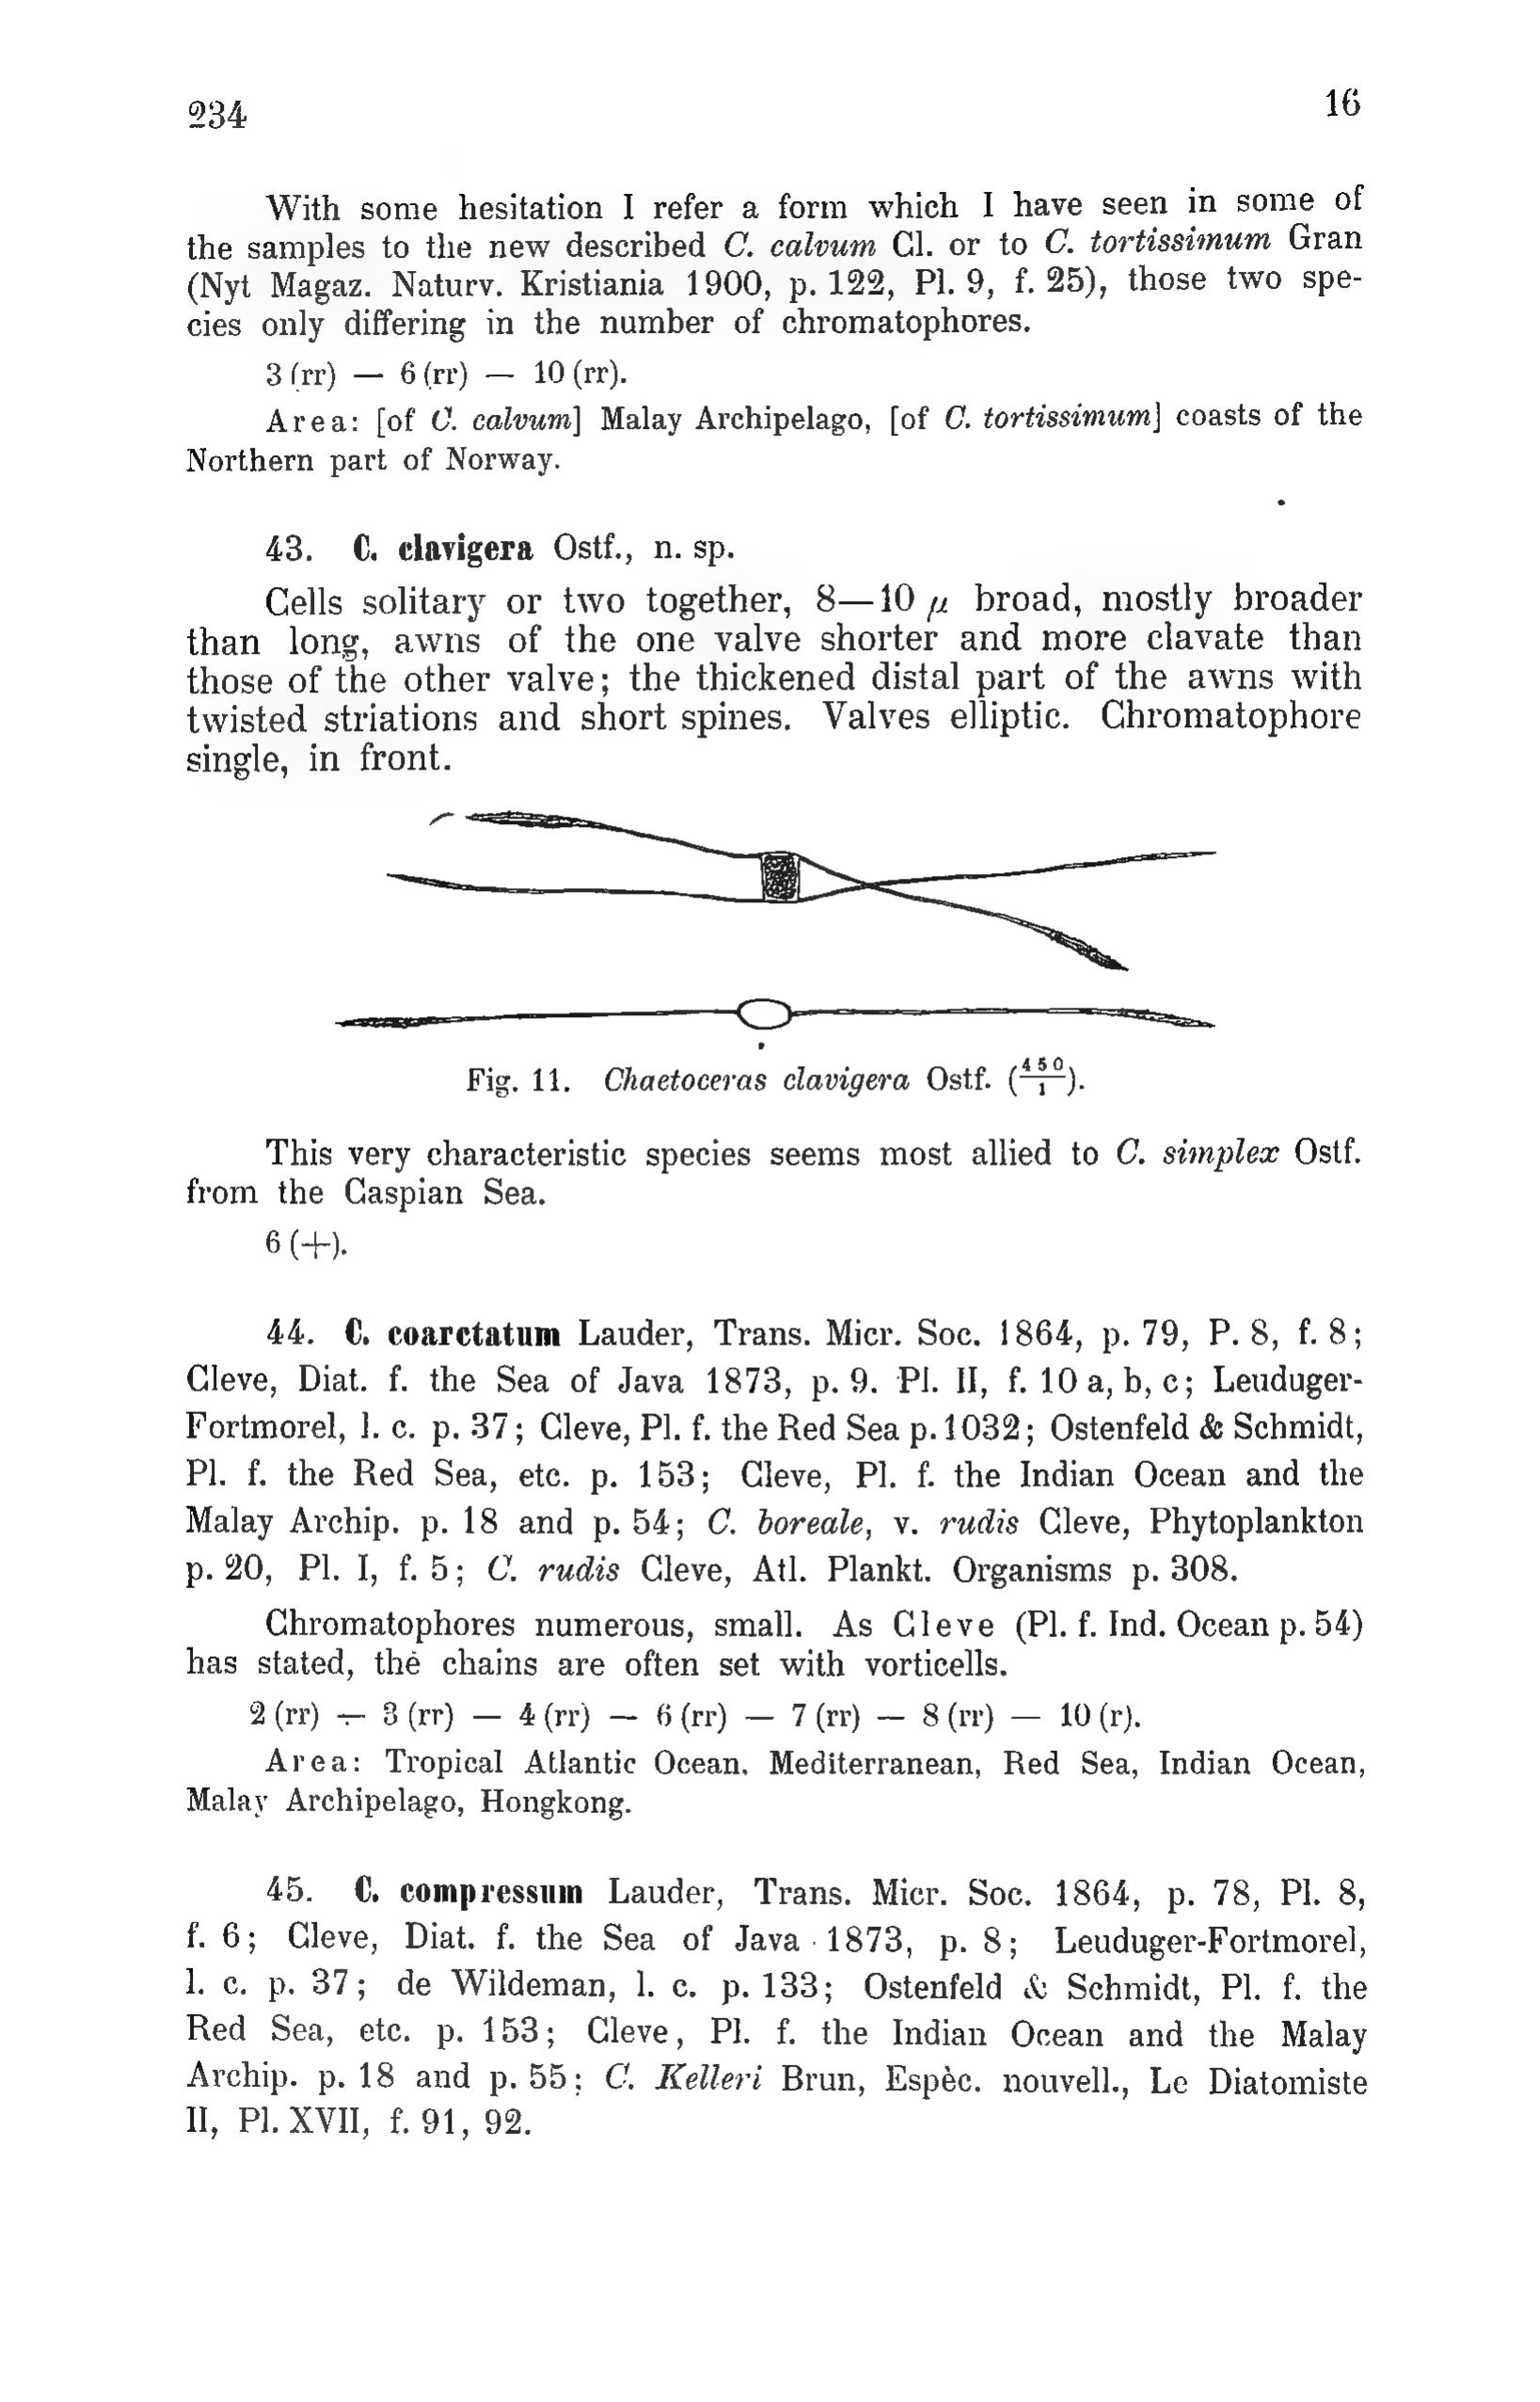 234
16
With some hesitation I refer a form which I have seen in some of
the samples to the new described C. calvum Cl. or to C. tortissimum Gran
(Nyt Magaz. Naturv. Kristiania 1900, p. 122, Pl. 9, f. 25), those two spe-
cies only differing in the number of chromatophores.
3 (rr) — 6 (rr) — 10 (rr).
Area: [of C. calvum] Malay Archipelago, [of C. tortissimum] coasts of the
Northern part of Norway.
43. C. clavigera Ostf., n. sp.
Cells solitary or two together, 8—10 μ broad, mostly broader
than long, awns of the one valve shorter and more clavate than
those of the other valve; the thickened distal part of the awns with
twisted striations and short spines. Valves elliptic. Chromatophore
single, in front.
Fig. 11. Chaetoceras clavigera Ostf. (450/1).
This very characteristic species seems most allied to C. simplex Ostf.
from the Caspian Sea.
6 (+).
44. C. coarctatum Lauder, Trans. Micr. Soc. 1864, p. 79, P. 8, f. 8;
Cleve, Diat. f. the Sea of Java 1873, p. 9. Pl. II, f. 10 a, b, c; Leuduger-
Fortmorel, l. c. p. 37; Cleve, Pl. f. the Red Sea p. 1032; Ostenfeld & Schmidt,
Pl. f. the Red Sea, etc. p. 153; Cleve, Pl. f. the Indian Ocean and the
Malay Archip. p. 18 and p. 54; C. boreale, v. rudis Cleve, Phytoplankton
p. 20, Pl. I, f. 5; C. rudis Cleve, Atl. Plankt. Organisms p. 308.
Chromatophores numerous, small. As Cleve (Pl. f. Ind. Ocean p. 54)
has stated, the chains are often set with vorticells.
2 (rr) — 3 (rr) — 4 (rr) — 6 (rr) — 7 (rr) — 8 (rr) — 10 (r).
Area: Tropical Atlantic Ocean, Mediterranean, Red Sea, Indian Ocean,
Malay Archipelago, Hongkong.
45. C. compressum Lauder, Trans. Micr. Soc. 1864, p. 78, Pl. 8,
f. 6; Cleve, Diat. f. the Sea of Java 1873, p. 8; Leuduger-Fortmorel,
l. c. p. 37; de Wildeman, l. c. p. 133; Ostenfeld & Schmidt, Pl. f. the
Red Sea, etc. p. 153; Cleve, Pl. f. the Indian Ocean and the Malay
Archip. p. 18 and p. 55; C. Kelleri Brun, Espèc. nouvell., Le Diatomiste
II, Pl. XVII, f. 91, 92.